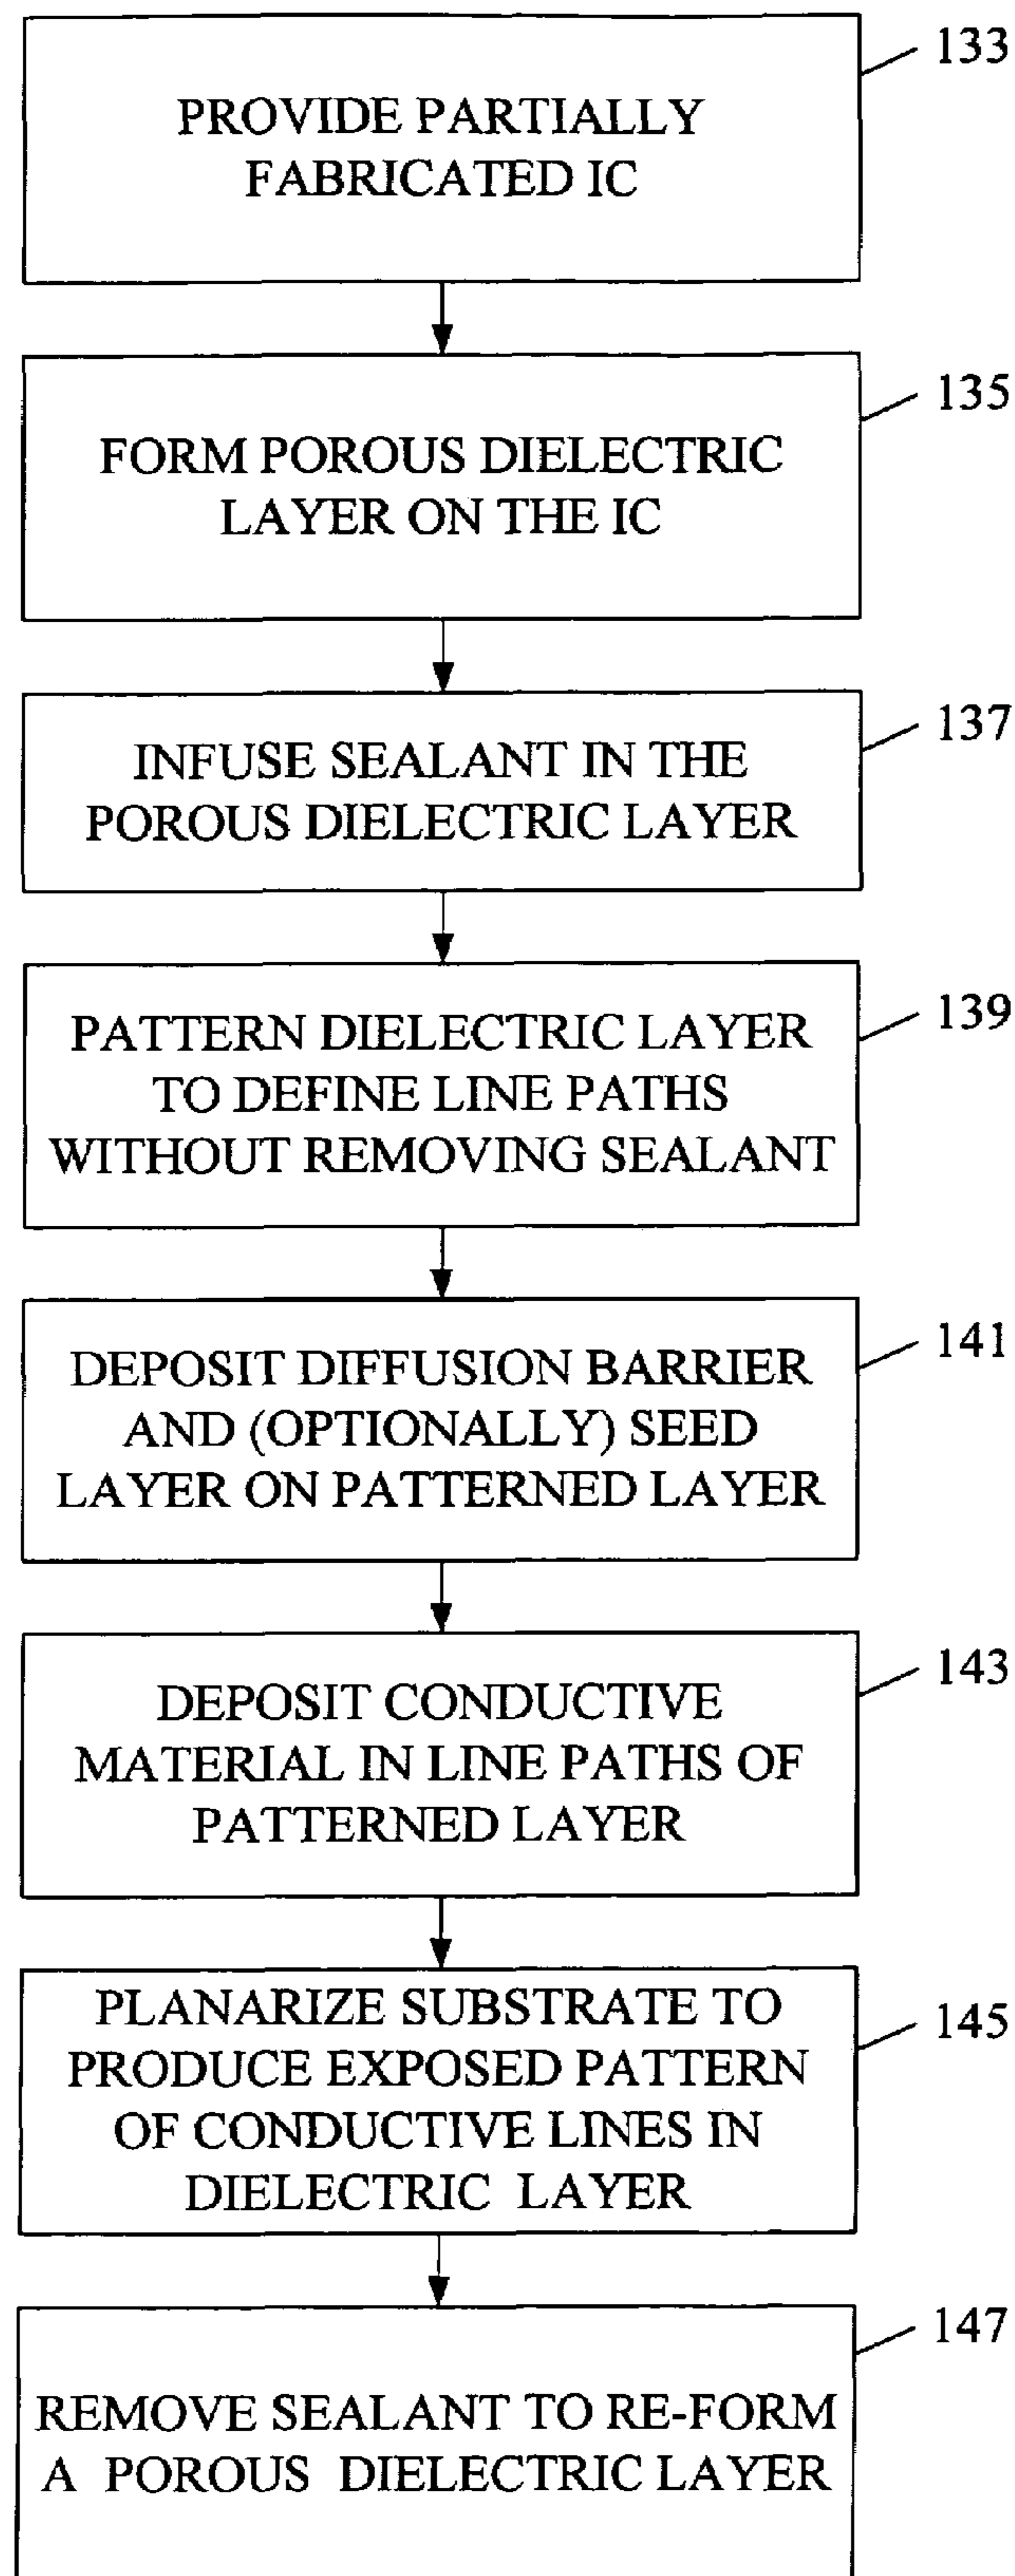 133
PROVIDE PARTIALLY
FABRICATED IC
135
FORM POROUS DIELECTRIC
LAYER ON THE IC
137
INFUSE SEALANT IN THE
POROUS DIELECTRIC LAYER
139
PATTERN DIELECTRIC LAYER
TO DEFINE LINE PATHS
WITHOUT REMOVING SEALANT
141
DEPOSIT DIFFUSION BARRIER
AND (OPTIONALLY) SEED
LAYER ON PATTERNED LAYER
143
DEPOSIT CONDUCTIVE
MATERIAL IN LINE PATHS OF
PATTERNED LAYER
145
PLANARIZE SUBSTRATE TO
PRODUCE EXPOSED PATTERN
OF CONDUCTIVE LINES IN
DIELECTRIC LAYER
147
REMOVE SEALANT TO RE-FORM
A POROUS DIELECTRIC LAYER